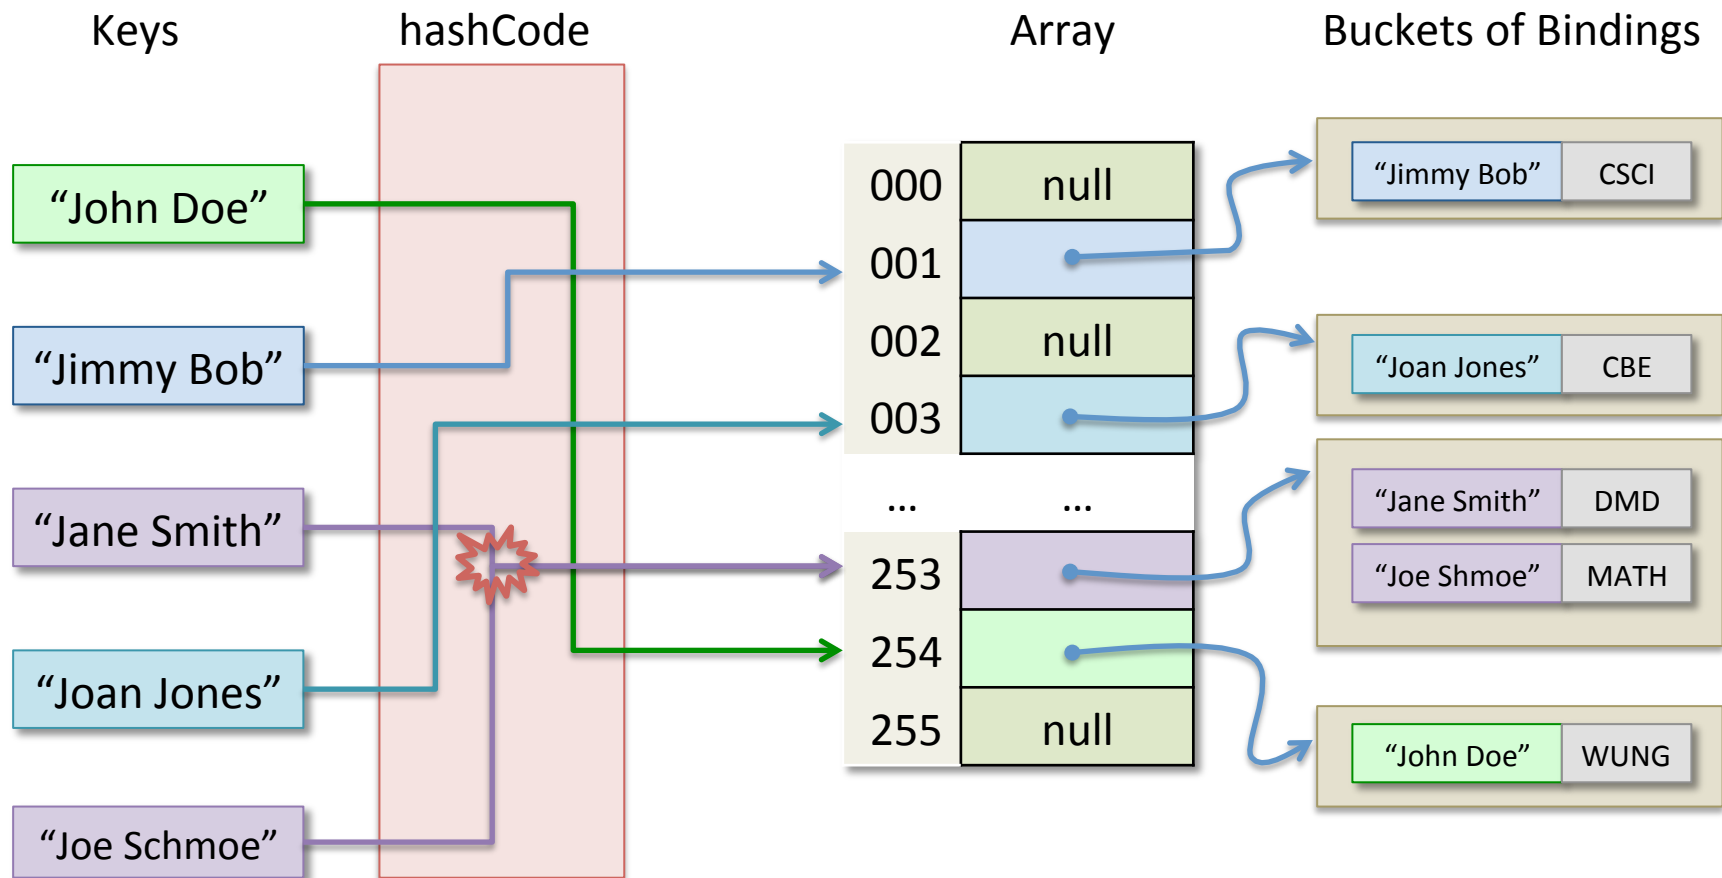 Keys hashCode Array Buckets of Bindings
“John Doe”
“Jimmy Bob”
“Jane Smith”
“Joan Jones”
“Joe Schmoe”
000 null
001
002 null
003
... ...
253
254
255 null
“Jimmy Bob” CSCI
“Joan Jones” CBE
“Jane Smith” DMD
“Joe Shmoe” MATH
“John Doe” WUNG